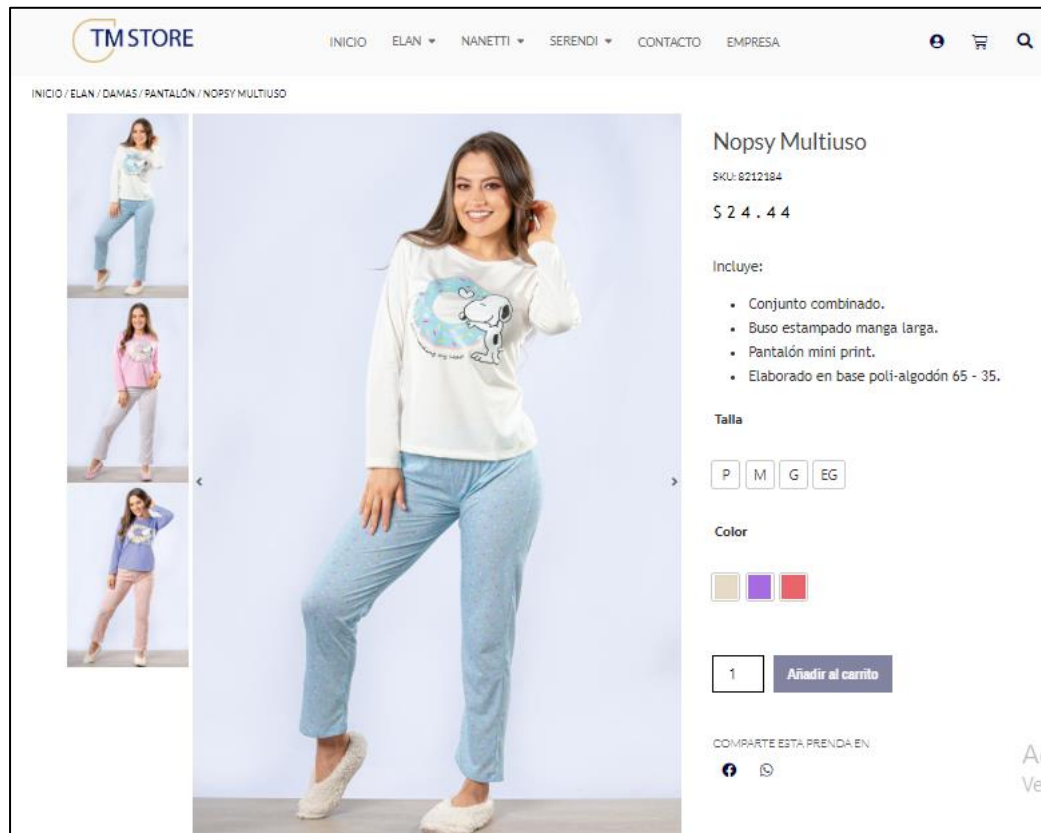 TM STORE
INICIO ELAN NANETTI SERENDI CONTACTO EMPRESA
INICIO / ELAN / DAMAS / PANTALÓN / NOPSY MULTIUSO
Nopsy Multiuso
SKU: 8212184
$24.44
Incluye:
• Conjunto combinado.
• Buso estampado manga larga.
• Pantalón mini print.
• Elaborado en base poli-algodón 65 - 35.
Talla
P M G EG
Color
1 Añadir al carrito
COMPARTE ESTA PRENDA EN